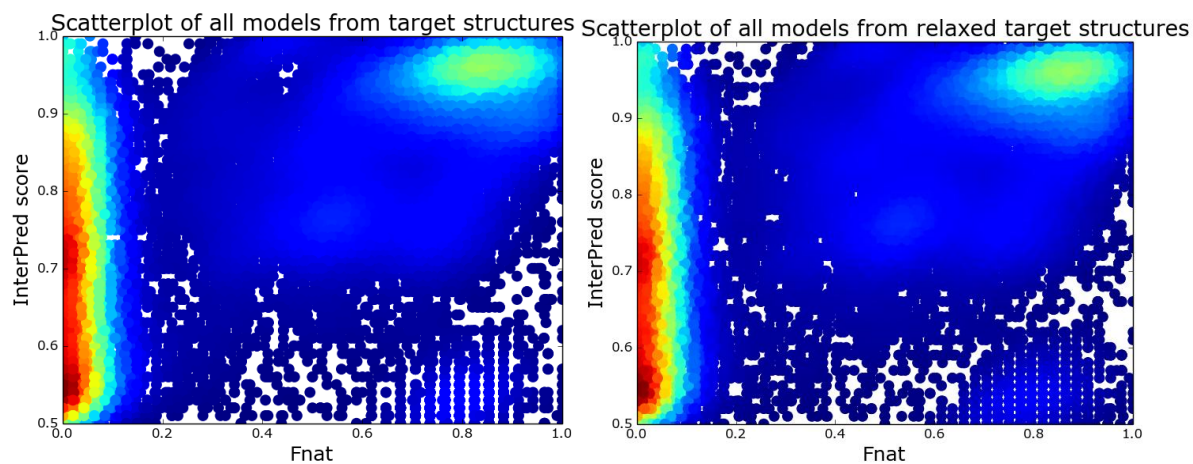 Scatterplot of all models from target structures
1.0
0.9
0.8
0.7
0.6
0.5
InterPred score
0.0 0.2 0.4 0.6 0.8 1.0
Fnat
Scatterplot of all models from relaxed target structures
1.0
0.9
0.8
0.7
0.6
0.5
InterPred score
0.0 0.2 0.4 0.6 0.8 1.0
Fnat